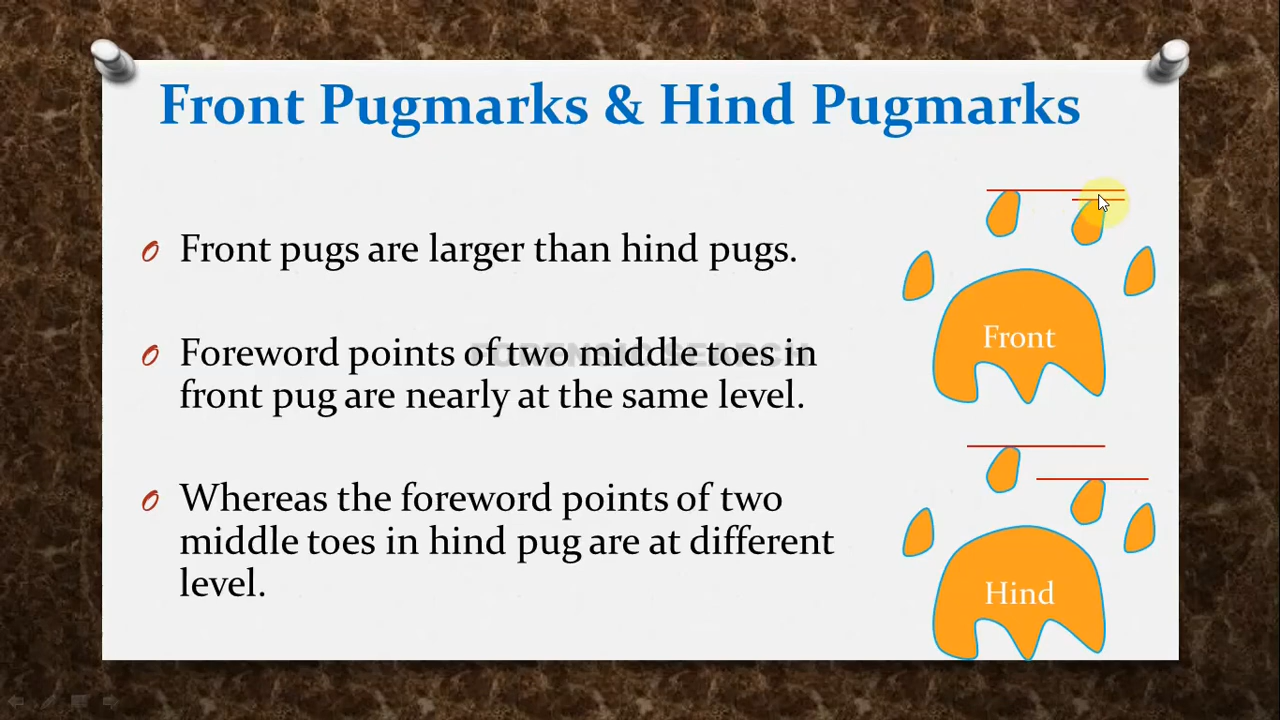 Front Pugmarks & Hind Pugmarks
Front pugs are larger than hind pugs.
Foreword points of two middle toes in
front pug are nearly at the same level.
Whereas the foreword points of two
middle toes in hind pug are at different
level.
Front
Hind
FORENSIC SEARCH